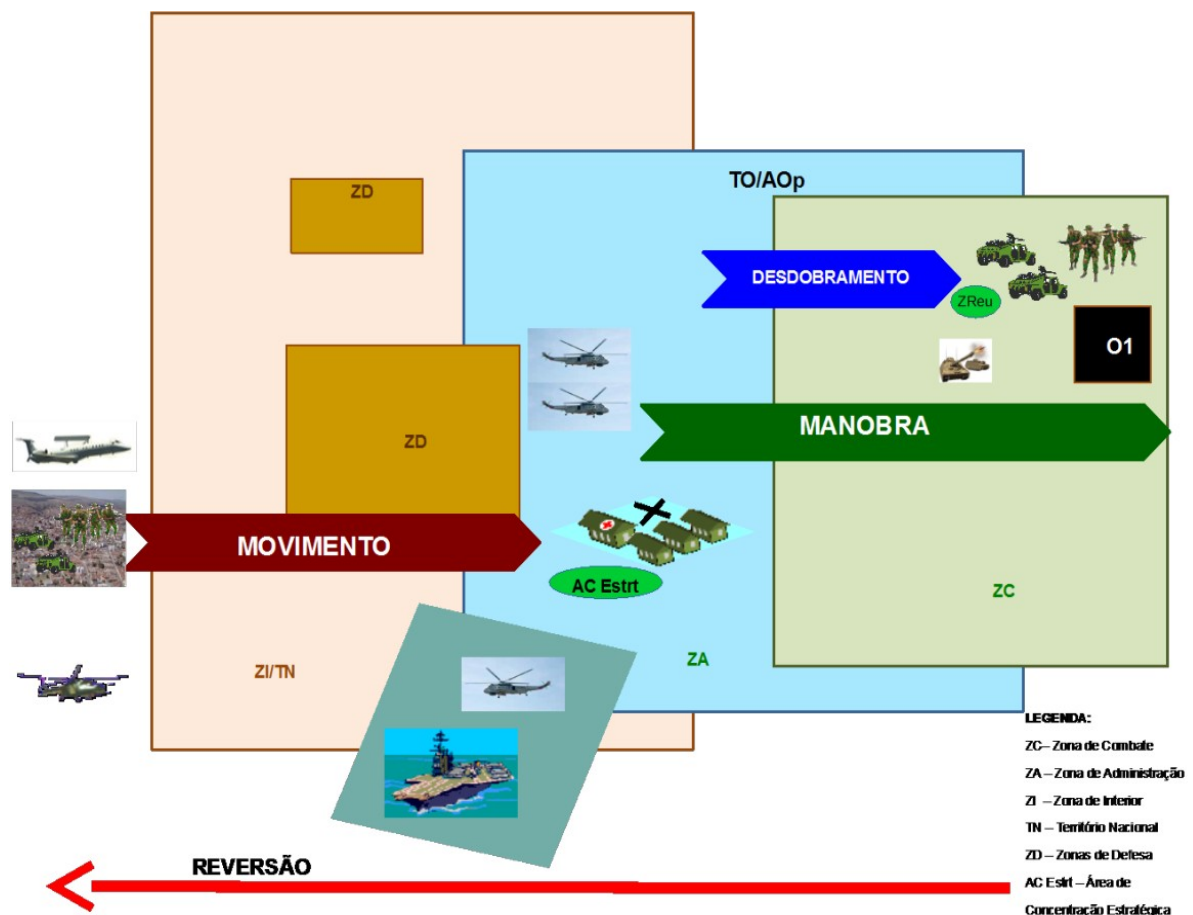 ZD
TO/AOp
DESDOBRAMENTO
ZReu
O1
ZD
MANOBRA
MOVIMENTO
AC Estrt
ZC
ZI/TN
ZA
LEGENDA:
ZC – Zona de Combate
ZA – Zona de Administração
ZI – Zona de Interior
TN – Território Nacional
ZD – Zonas de Defesa
AC Estrt – Área de
Concentração Estratégica
REVERSÃO